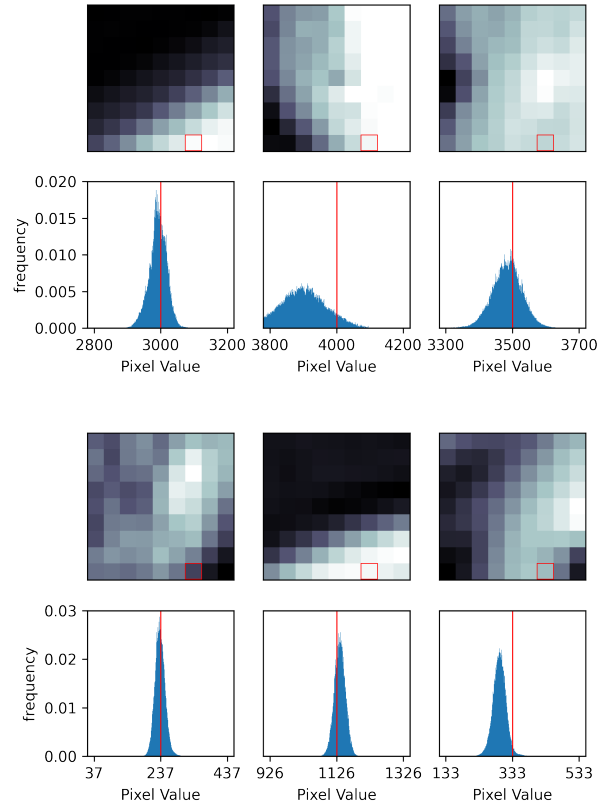 0.020
0.015
0.010
0.005
0.000
frequency
2800 3000 3200
3800 4000 4200
3300 3500 3700
Pixel Value Pixel Value Pixel Value
0.03
0.02
0.01
0.00
frequency
37 237 437
926 1126 1326
133 333 533
Pixel Value Pixel Value Pixel Value